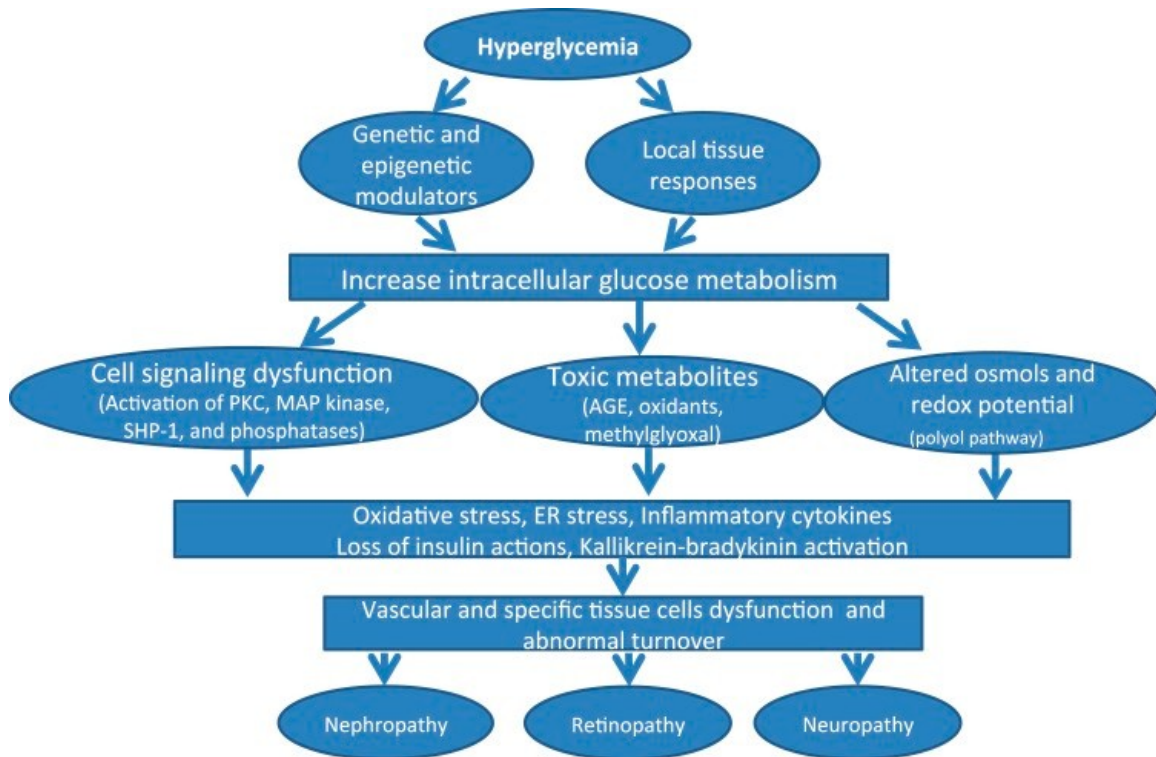 Hyperglycemia
Genetic and
epigenetic
modulators
Local tissue
responses
Increase intracellular glucose metabolism
Cell signaling dysfunction
(Activation of PKC, MAP kinase,
SHP-1, and phosphatases)
Toxic metabolites
(AGE, oxidants,
methylglyoxal)
Altered osmols and
redox potential
(polyol pathway)
Oxidative stress, ER stress, Inflammatory cytokines
Loss of insulin actions, Kallikrein-bradykinin activation
Vascular and specific tissue cells dysfunction and
abnormal turnover
Nephropathy
Retinopathy
Neuropathy